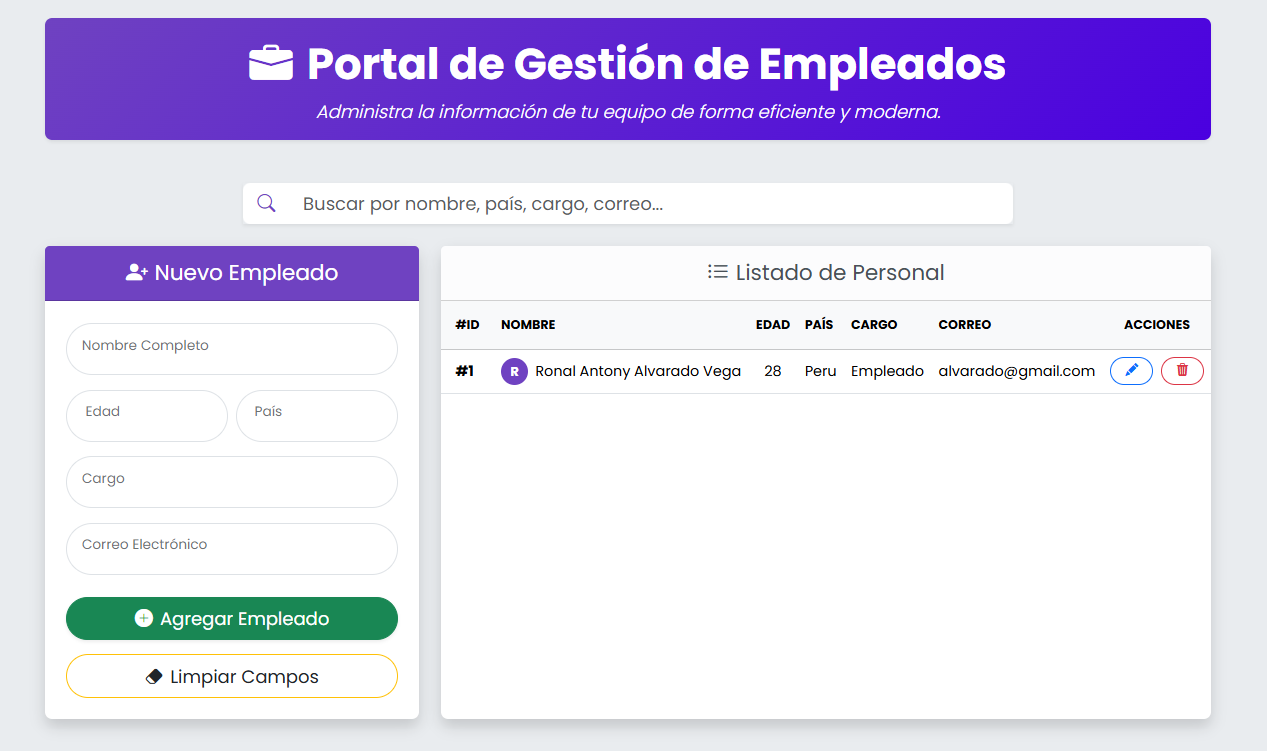 Portal de Gestión de Empleados
Administra la información de tu equipo de forma eficiente y moderna.
Buscar por nombre, país, cargo, correo...
Nuevo Empleado
Nombre Completo
Edad País
Cargo
Correo Electrónico
Agregar Empleado
Limpiar Campos
Listado de Personal
#ID NOMBRE EDAD PAÍS CARGO CORREO ACCIONES
#1 R Ronal Antony Alvarado Vega 28 Peru Empleado alvarado@gmail.com